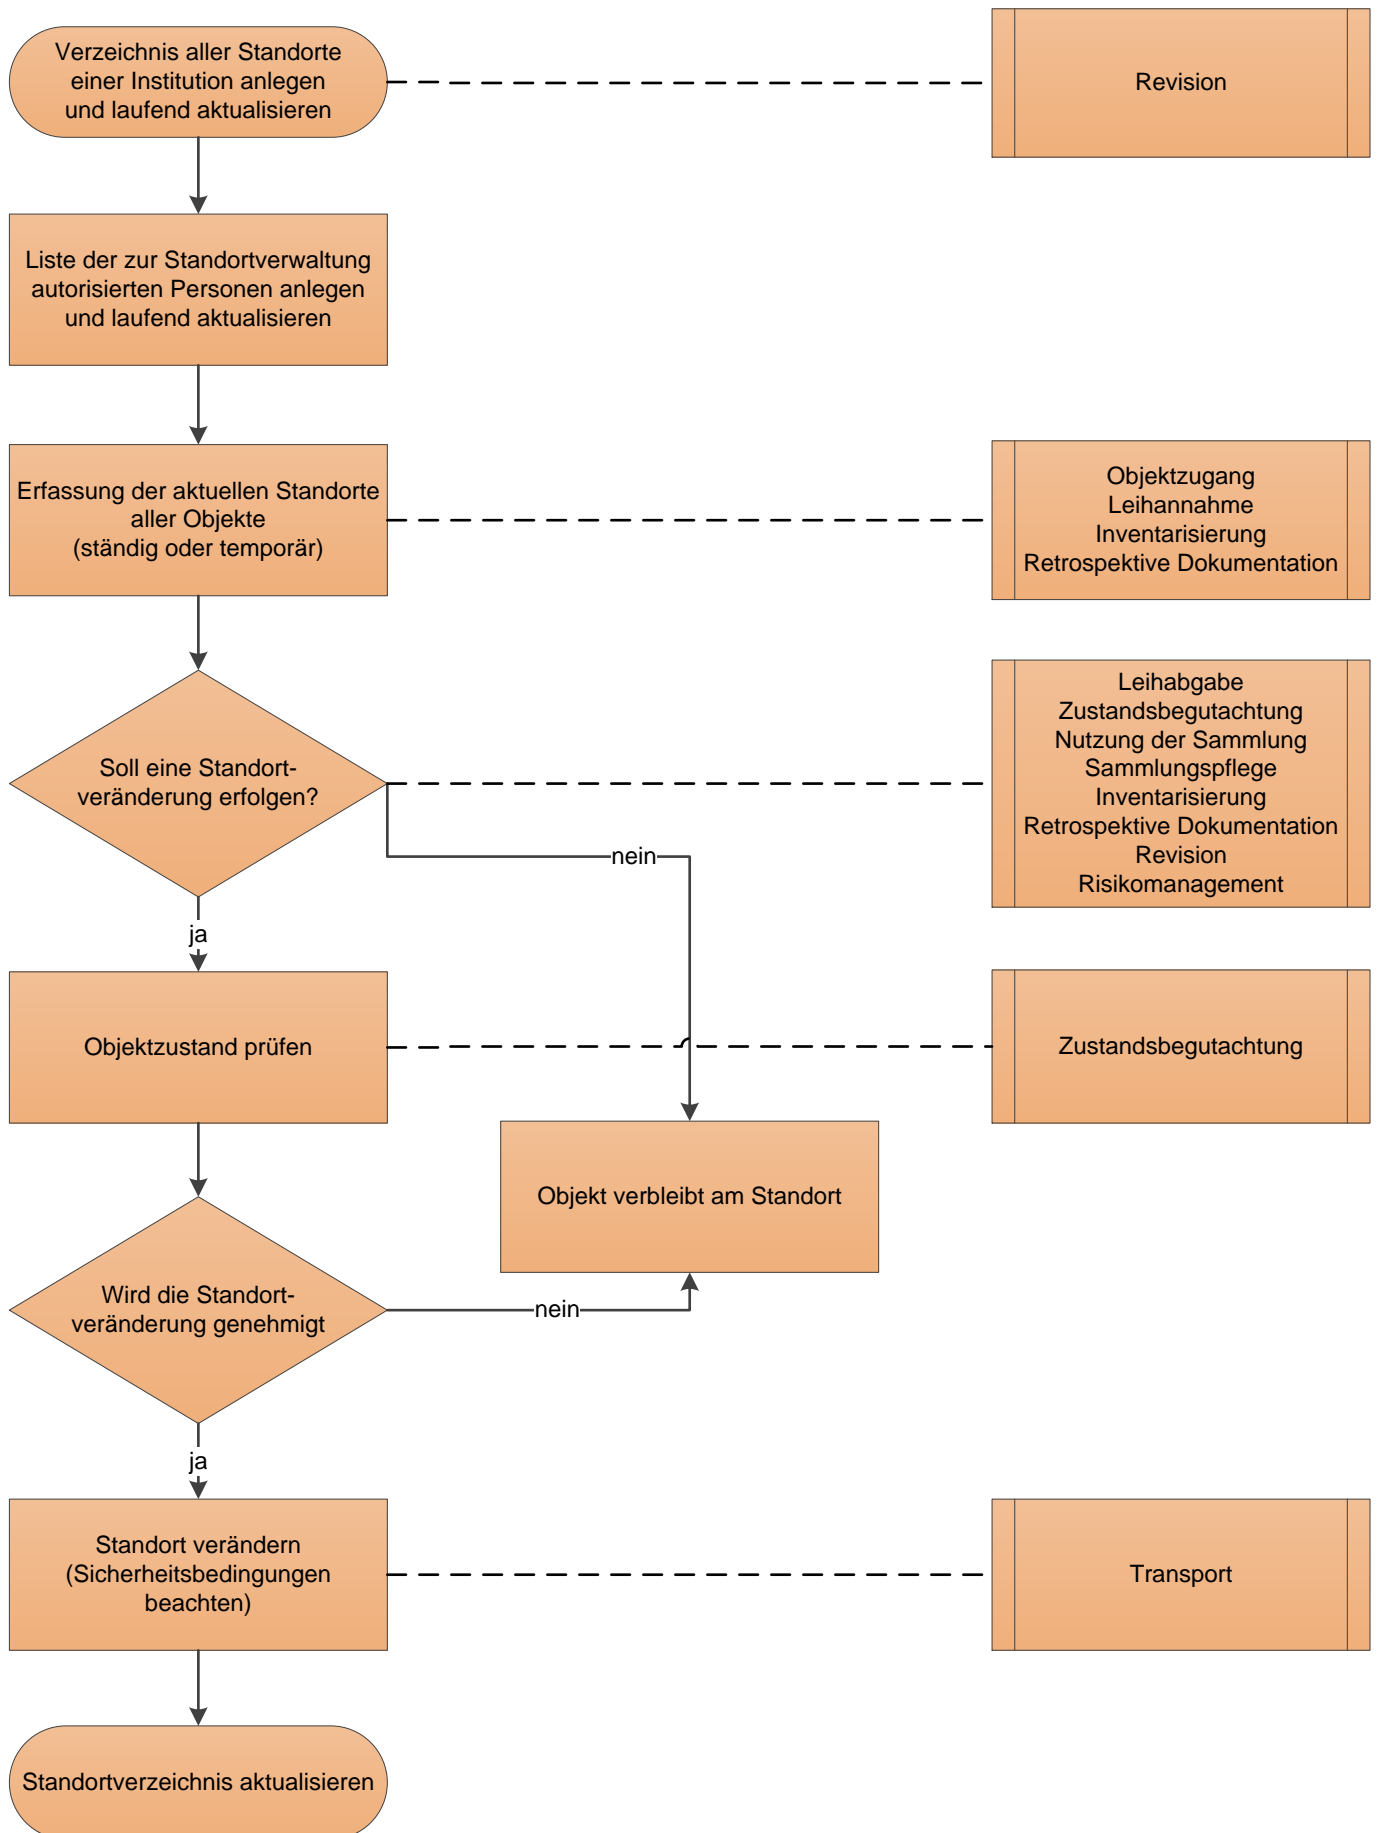 Verzeichnis aller Standorte
einer Institution anlegen
und laufend aktualisieren
Revision
Liste der zur Standortverwaltung
autorisierten Personen anlegen
und laufend aktualisieren
Erfassung der aktuellen Standorte
aller Objekte
(ständig oder temporär)
Objektzugang
Leihannahme
Inventarisierung
Retrospektive Dokumentation
Soll eine Standort-
veränderung erfolgen?
Leihabgabe
Zustandsbegutachtung
Nutzung der Sammlung
Sammlungspflege
Inventarisierung
Retrospektive Dokumentation
Revision
Risikomanagement
nein
ja
Objektzustand prüfen
Zustandsbegutachtung
Objekt verbleibt am Standort
Wird die Standort-
veränderung genehmigt
nein
ja
Standort verändern
(Sicherheitsbedingungen
beachten)
Transport
Standortverzeichnis aktualisieren